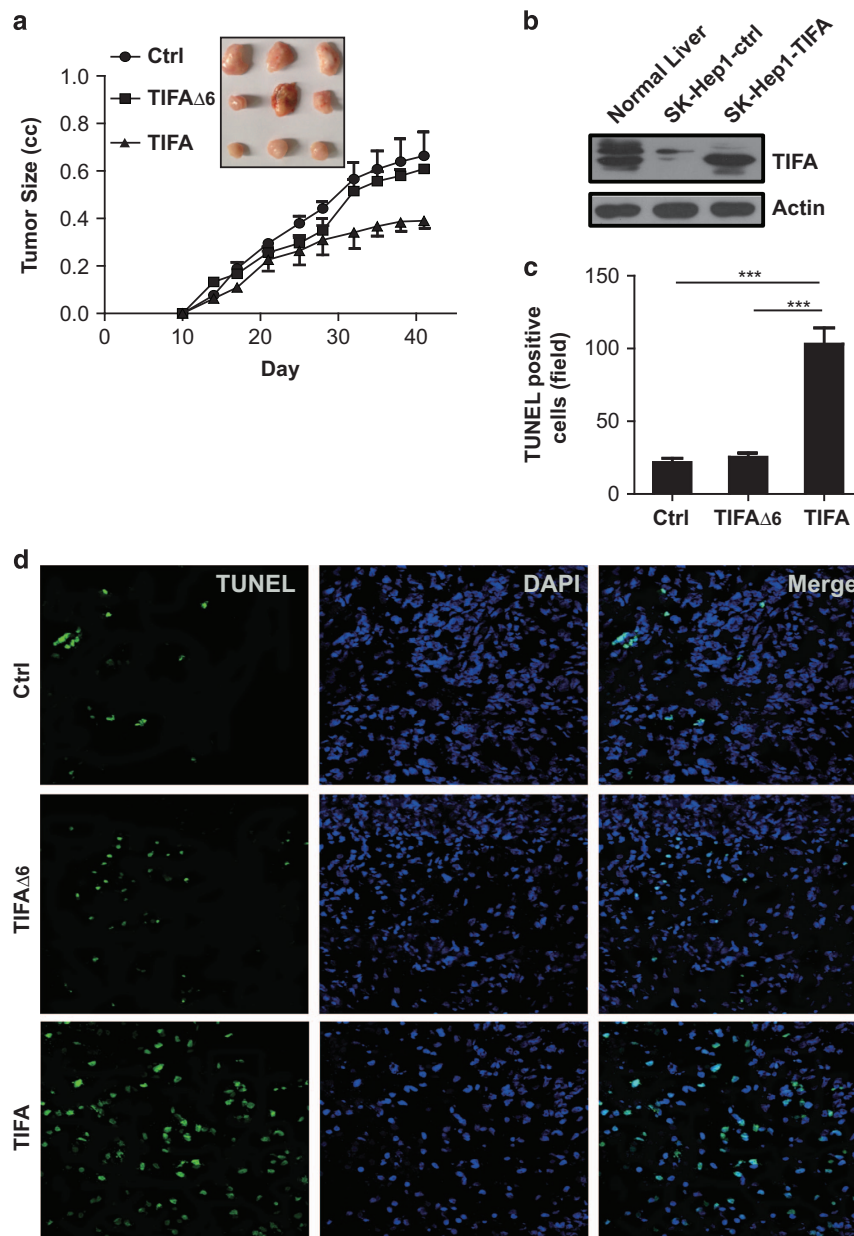 a
Ctrl
TIFAΔ6
TIFA
Tumor Size (cc)
1.0
0.8
0.6
0.4
0.2
0.0
0
10
20
30
40
Day
b
Normal Liver
SK-Hep1-ctrl
SK-Hep1-TIFA
TIFA
Actin
c
TUNEL positive
cells (field)
150
100
50
0
***
***
Ctrl
TIFAΔ6
TIFA
d
TUNEL
DAPI
Merge
Ctrl
TIFAΔ6
TIFA